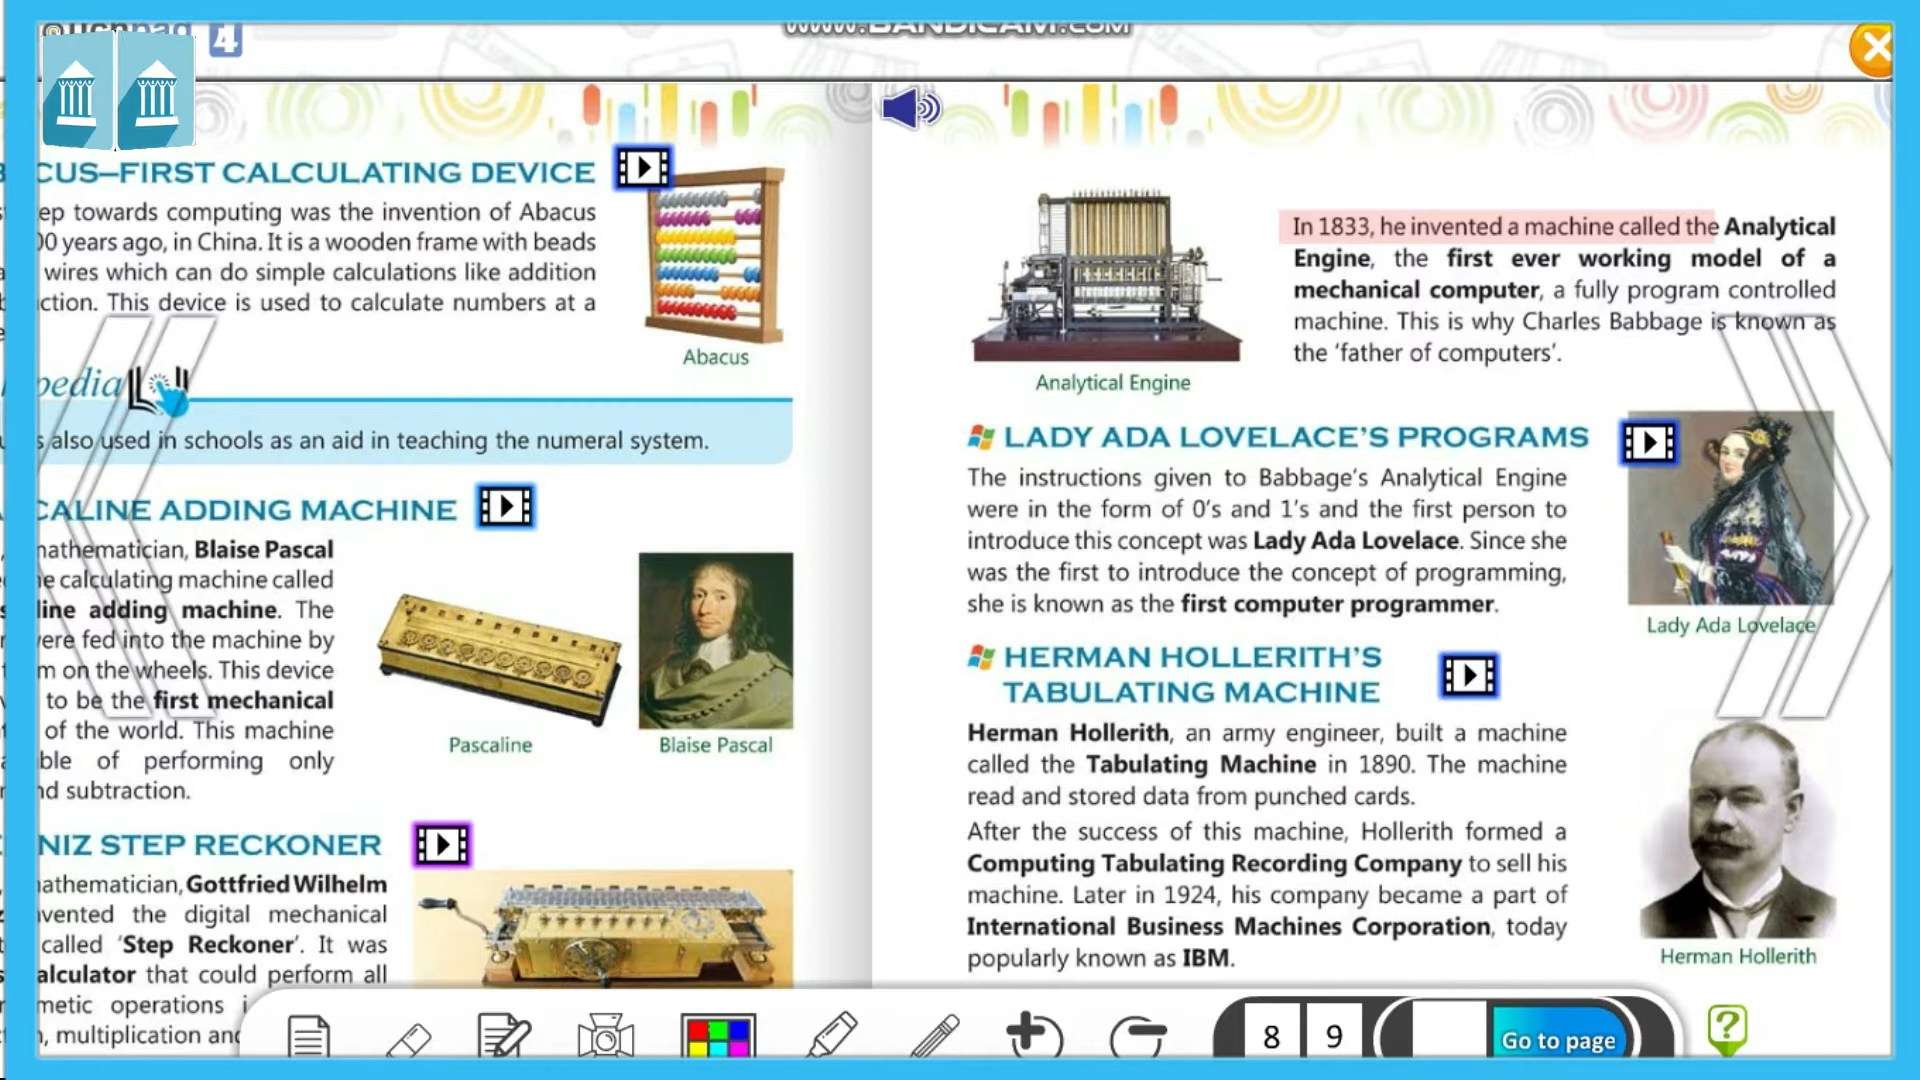 4
www.BANDICAM.com
CUS–FIRST CALCULATING DEVICE
ep towards computing was the invention of Abacus
00 years ago, in China. It is a wooden frame with beads
wires which can do simple calculations like addition
ction. This device is used to calculate numbers at a
Abacus
pedia
s also used in schools as an aid in teaching the numeral system.
CALINE ADDING MACHINE
mathematician, Blaise Pascal
e calculating machine called
line adding machine. The
were fed into the machine by
m on the wheels. This device
to be the first mechanical
of the world. This machine
ble of performing only
nd subtraction.
Pascaline
Blaise Pascal
NIZ STEP RECKONER
mathematician, Gottfried Wilhelm
nvented the digital mechanical
called ‘Step Reckoner’. It was
alculator that could perform all
metic operations i
n, multiplication and
In 1833, he invented a machine called the Analytical
Engine, the first ever working model of a
mechanical computer, a fully program controlled
machine. This is why Charles Babbage is known as
the ‘father of computers’.
Analytical Engine
LADY ADA LOVELACE’S PROGRAMS
The instructions given to Babbage’s Analytical Engine
were in the form of 0’s and 1’s and the first person to
introduce this concept was Lady Ada Lovelace. Since she
was the first to introduce the concept of programming,
she is known as the first computer programmer.
Lady Ada Lovelace
HERMAN HOLLERITH’S
TABULATING MACHINE
Herman Hollerith, an army engineer, built a machine
called the Tabulating Machine in 1890. The machine
read and stored data from punched cards.
After the success of this machine, Hollerith formed a
Computing Tabulating Recording Company to sell his
machine. Later in 1924, his company became a part of
International Business Machines Corporation, today
popularly known as IBM.
Herman Hollerith
8 9
Go to page
?